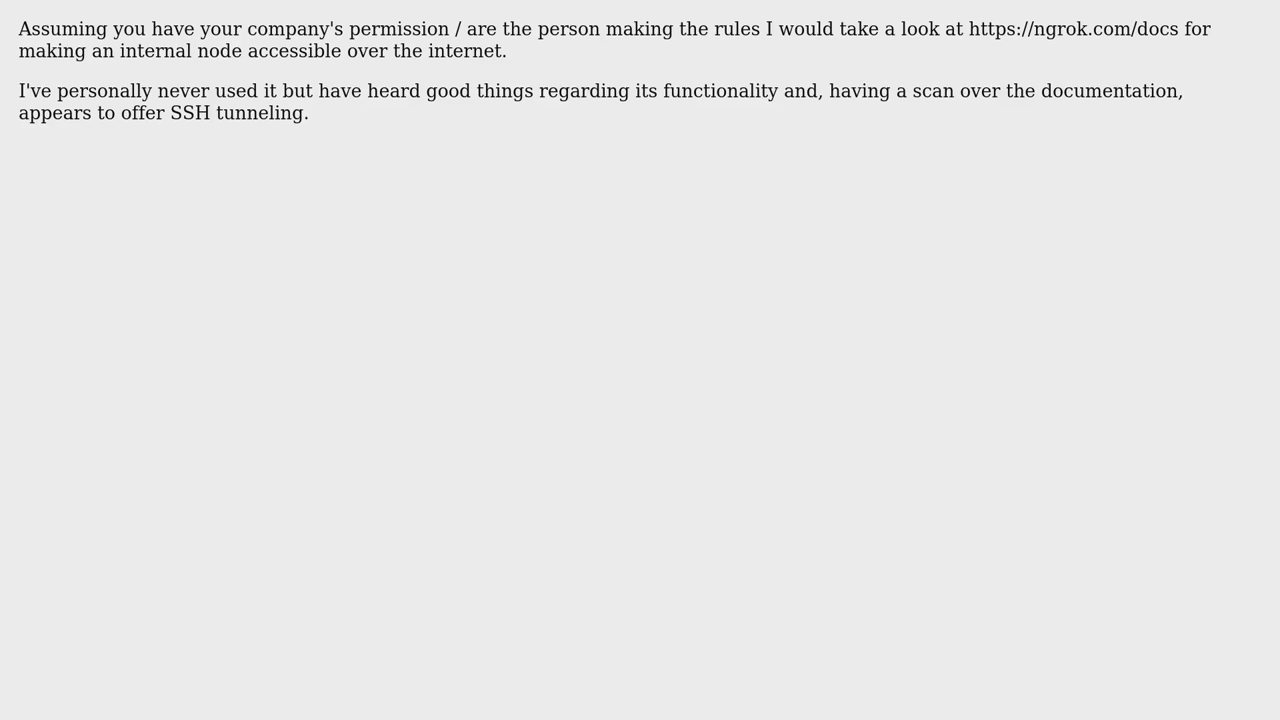 Assuming you have your company's permission / are the person making the rules I would take a look at https://ngrok.com/docs for
making an internal node accessible over the internet.
I've personally never used it but have heard good things regarding its functionality and, having a scan over the documentation,
appears to offer SSH tunneling.